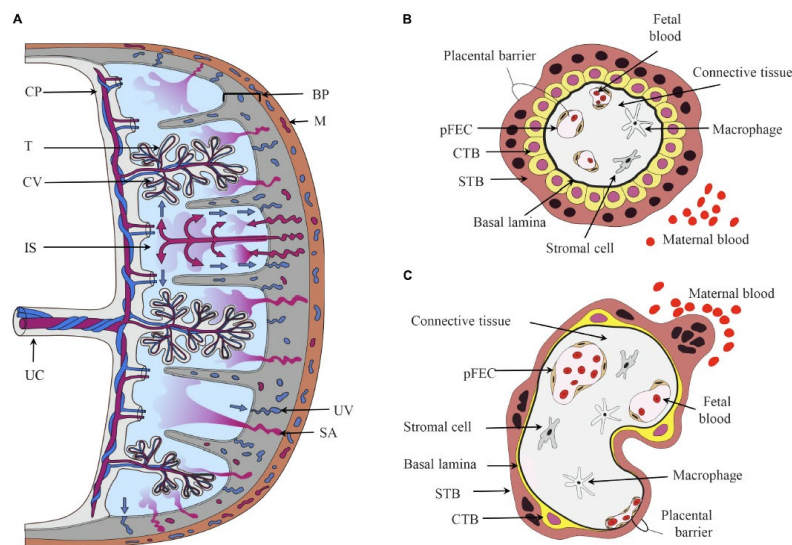 A
CP
BP
M
T
CV
IS
UC
UV
SA
B
Fetal
blood
Placental barrier
Connective tissue
pFEC
Macrophage
CTB
STB
Basal lamina
Stromal cell
Maternal blood
C
Maternal blood
Connective tissue
pFEC
Fetal
blood
Stromal cell
Basal lamina
Macrophage
STB
CTB
Placental
barrier